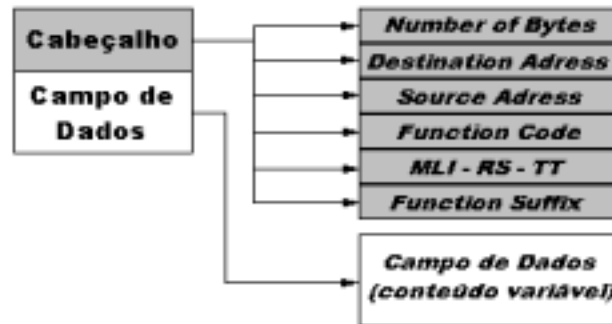 Cabeçalho
Campo de
Dados
Number of Bytes
Destination Adress
Source Adress
Function Code
MLI - RS - TT
Function Suffix
Campo de Dados
(conteúdo variável)